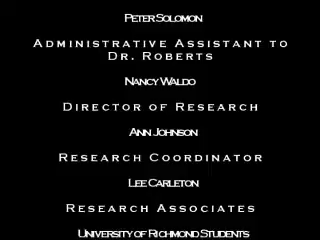 PETER SOLOMON
ADMINISTRATIVE ASSISTANT TO
DR. ROBERTS
NANCY WALDO
DIRECTOR OF RESEARCH
ANN JOHNSON
RESEARCH COORDINATOR
LEE CARLETON
RESEARCH ASSOCIATES
UNIVERSITY OF RICHMOND STUDENTS